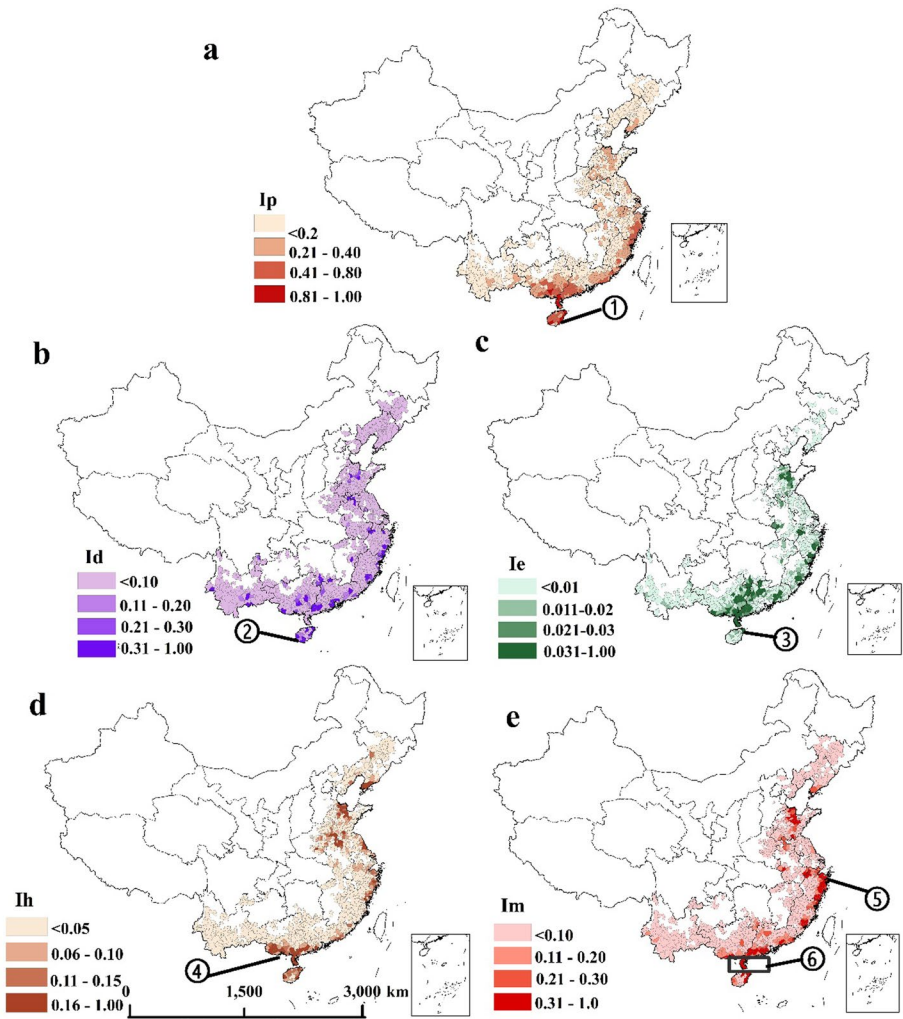 a
Ip
<0.2
0.21 - 0.40
0.41 - 0.80
0.81 - 1.00
①
b
Id
<0.10
0.11 - 0.20
0.21 - 0.30
0.31 - 1.00
②
c
Ie
<0.01
0.011-0.02
0.021-0.03
0.031-1.00
③
d
Ih
<0.05
0.06 - 0.10
0.11 - 0.15
0.16 - 1.00
④
0 1,500 3,000 km
e
Im
<0.10
0.11 - 0.20
0.21 - 0.30
0.31 - 1.0
⑤
⑥